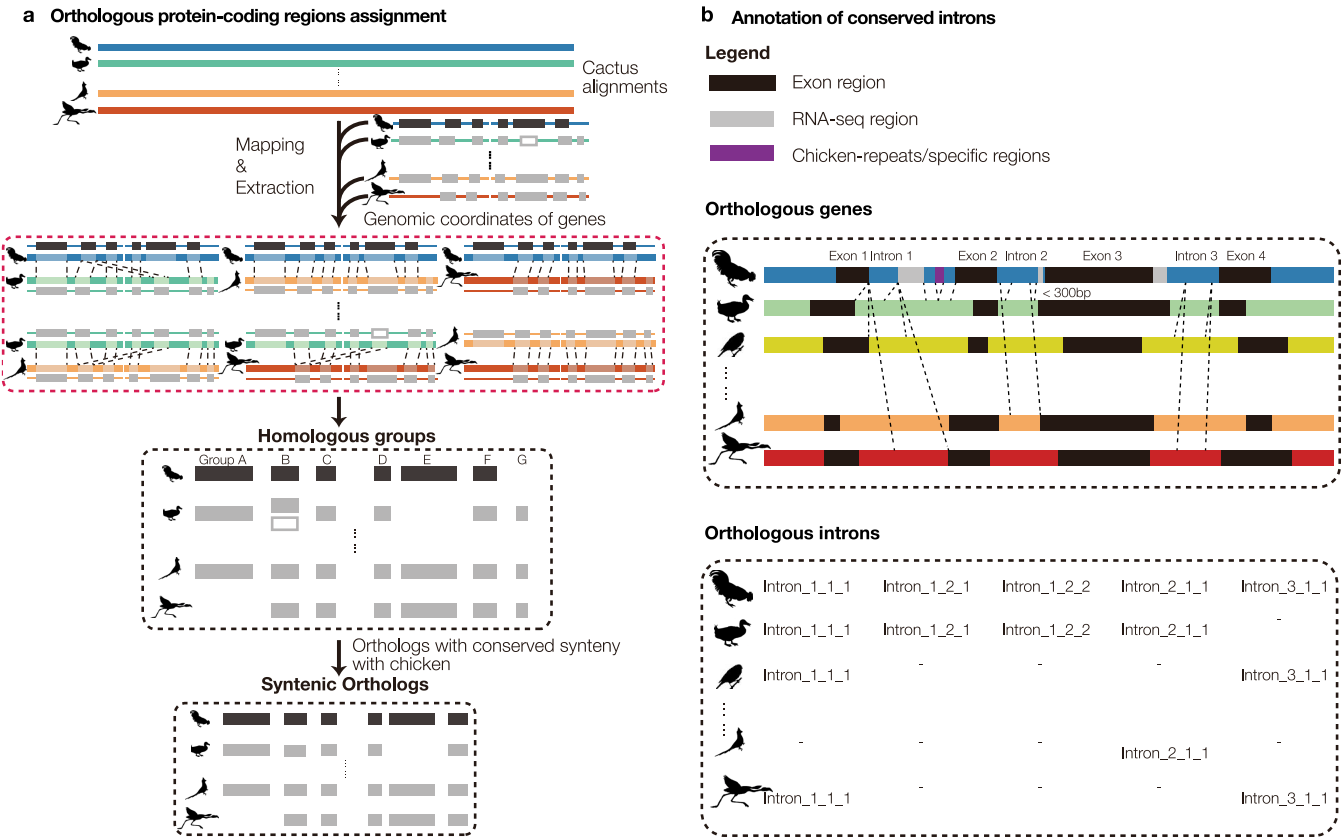 a Orthologous protein-coding regions assignment
Cactus
alignments
Mapping
&
Extraction
Genomic coordinates of genes
Homologous groups
Group A B C D E F G
Orthologs with conserved synteny
with chicken
Syntenic Orthologs
b Annotation of conserved introns
Legend
Exon region
RNA-seq region
Chicken-repeats/specific regions
Orthologous genes
Exon 1 Intron 1 Exon 2 Intron 2 Exon 3 Intron 3 Exon 4
< 300bp
Orthologous introns
Intron_1_1_1 Intron_1_2_1 Intron_1_2_2 Intron_2_1_1 Intron_3_1_1
Intron_1_1_1 Intron_1_2_1 Intron_1_2_2 Intron_2_1_1 -
Intron_1_1_1 - - - Intron_3_1_1
- - - Intron_2_1_1 -
Intron_1_1_1 - - - Intron_3_1_1